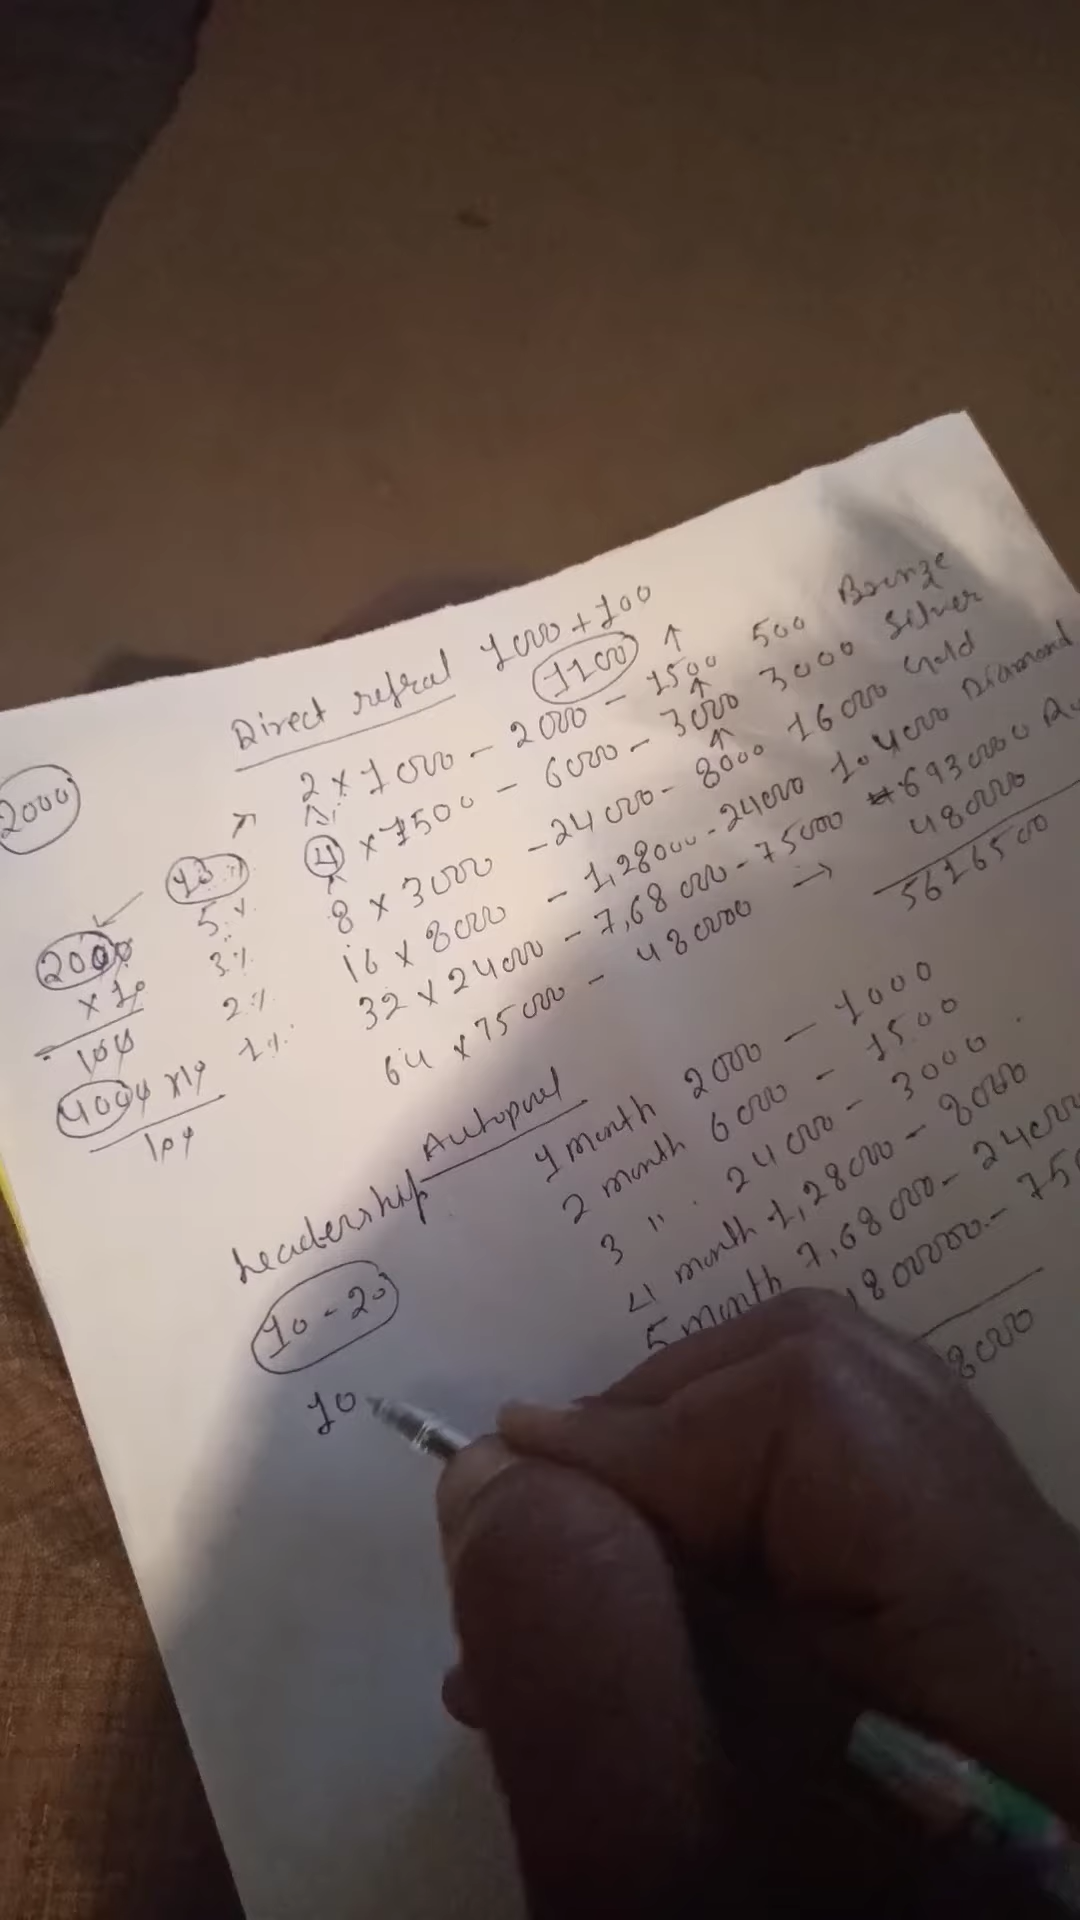 Direct refral 1000 + 100
1100
2 x 1000 - 2000 - 1500 500 Bronze
4 x 1500 - 6000 - 3000 3000 Silver
8 x 3000 - 24000 - 8000 16000 Gold
16 x 8000 - 1,28000 - 24000 104000 Diamond
32 x 24000 - 7,68000 - 75000 693000
64 x 75000 - 480000 → 480000
5616500
2000
13%
5%
3%
2%
1%
2000
x 10
100
4000 x 10
100
Leadership Autopool
10 - 20
10
1 Month 2000 - 1000
2 month 6000 - 1500
3 " 24000 - 3000
4 month 1,28000 - 8000
5 month 7,68000 - 24000